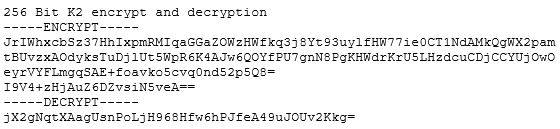 256 Bit K2 encrypt and decryption
-----ENCRYPT-----
JrIWhxcbSz37HhIxpmRMIqaGGaZOWzHWfkq3j8Yt93uylfHW77ie0CT1NdAMkQgWX2pam
tBUvzxAOdyksTuDjlUt5WpR6K4AJw6QOYfPU7gnN8PgKHWdrKrU5LHzdcuCDjCCYUjOwO
eyrVYFLmgqSAE+foavko5cvq0nd52p5Q8=
I9V4+zHjAuZ6DZvsiN5veA==
-----DECRYPT-----
jX2gNqtXAagUsnPoLjH968Hfw6hPJfeA49uJOUv2Kkg=